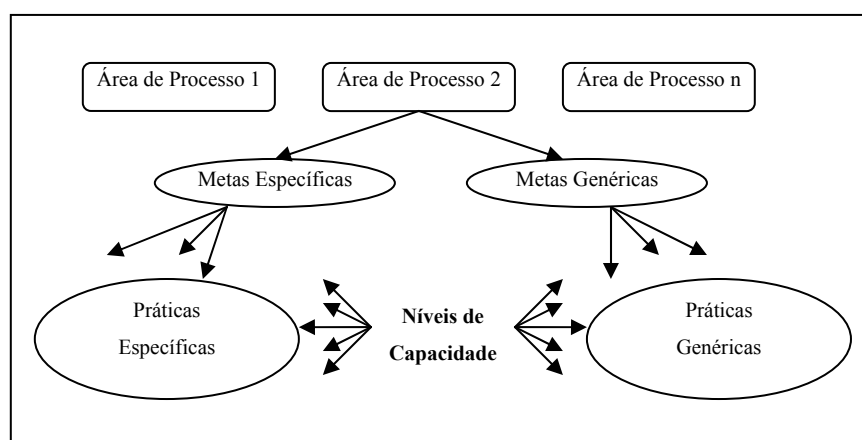 Área de Processo 1
Área de Processo 2
Área de Processo n
Metas Específicas
Metas Genéricas
Práticas
Específicas
Níveis de
Capacidade
Práticas
Genéricas